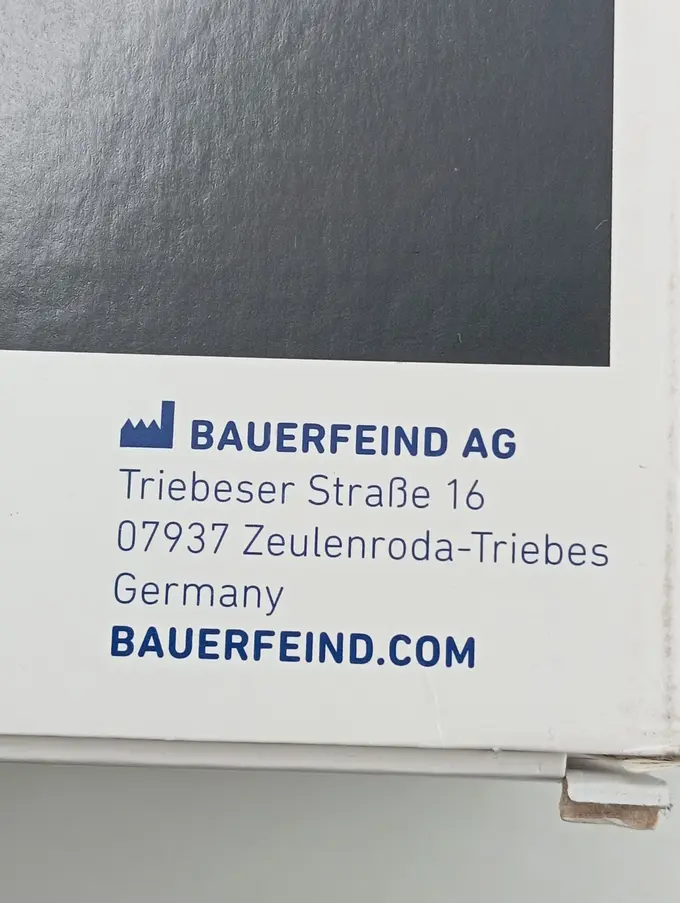 BAUERFEIND AG
Triebeser Straße 16
07937 Zeulenroda-Triebes
Germany
BAUERFEIND.COM